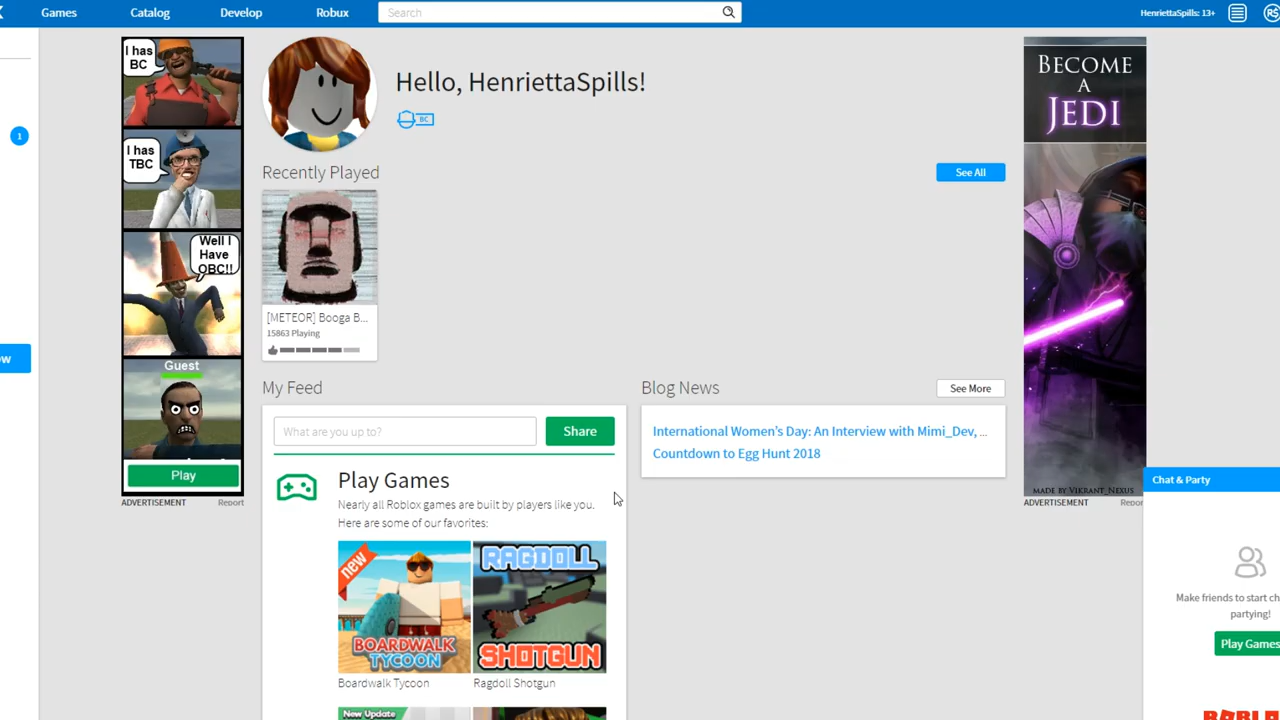 Games
Catalog
Develop
Robux
Search
HenriettaSpills: 13+
R$
1
I has
BC
I has
TBC
Well I
Have
OBC!!
Guest
Play
ADVERTISEMENT
Report
Hello, HenriettaSpills!
BC
Recently Played
See All
[METEOR] Booga B...
15863 Playing
My Feed
What are you up to?
Share
Play Games
Nearly all Roblox games are built by players like you.
Here are some of our favorites:
new
BOARDWALK
TYCOON
Boardwalk Tycoon
RAGDOLL
SHOTGUN
Ragdoll Shotgun
New Update
Blog News
See More
International Women's Day: An Interview with Mimi_Dev, ...
Countdown to Egg Hunt 2018
BECOME
A
JEDI
MADE BY VIKRANT_NEXUS
ADVERTISEMENT
Repor
Chat & Party
Make friends to start ch
partying!
Play Games